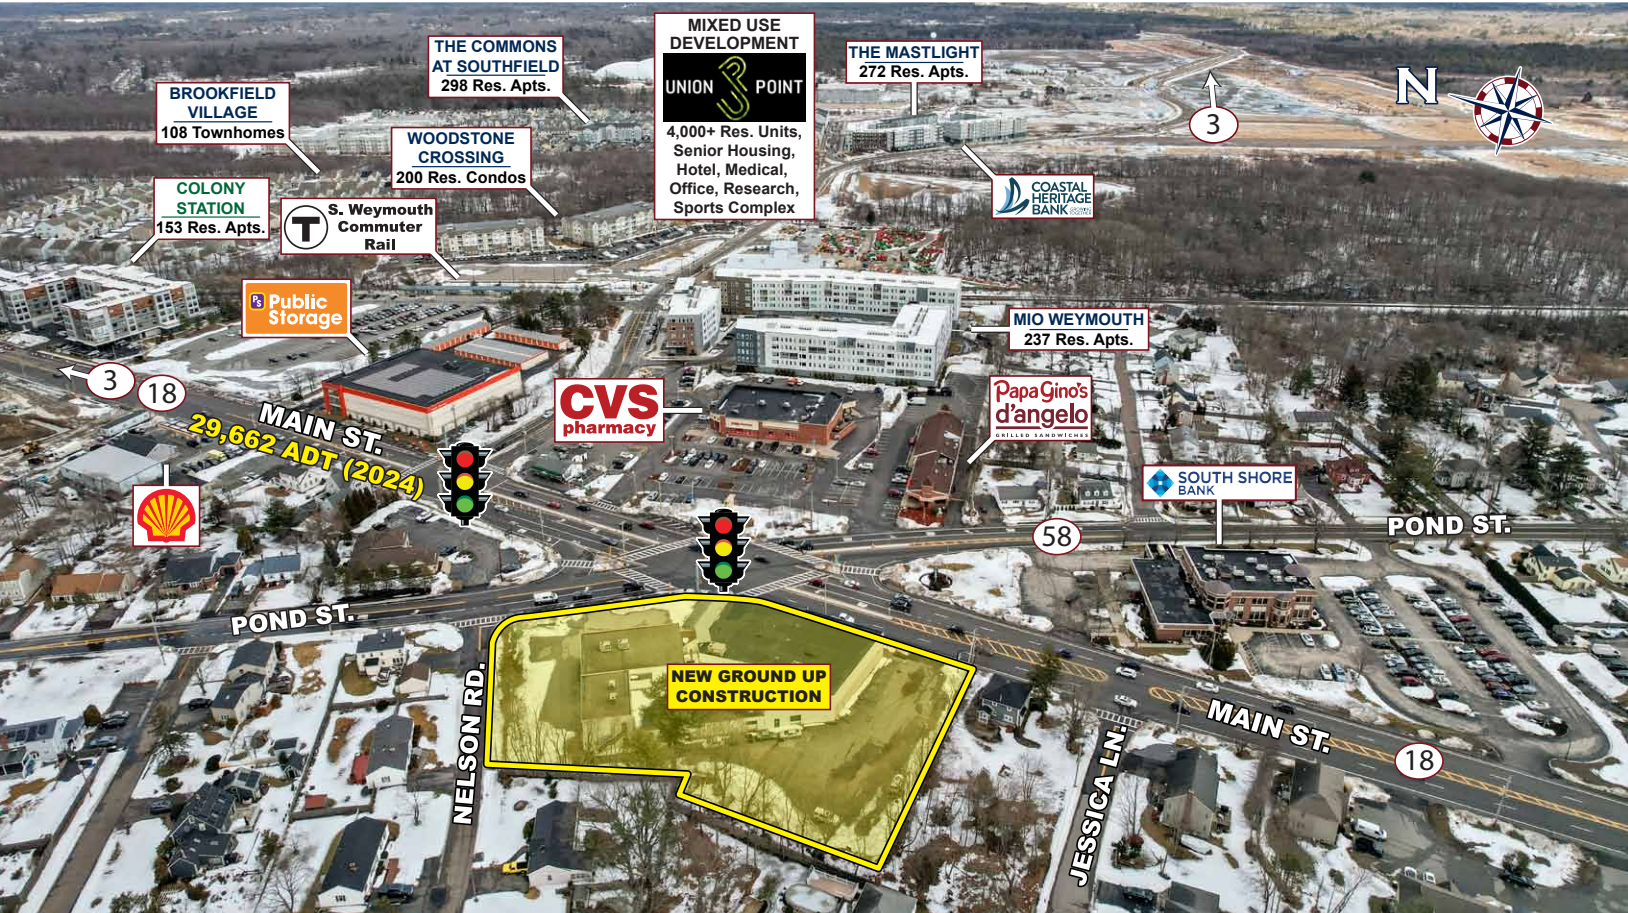 MIXED USE
DEVELOPMENT
UNION POINT
4,000+ Res. Units,
Senior Housing,
Hotel, Medical,
Office, Research,
Sports Complex
THE COMMONS
AT SOUTHFIELD
298 Res. Apts.
THE MASTLIGHT
272 Res. Apts.
N
3
BROOKFIELD
VILLAGE
108 Townhomes
WOODSTONE
CROSSING
200 Res. Condos
COLONY
STATION
153 Res. Apts.
T
S. Weymouth
Commuter
Rail
COASTAL
HERITAGE
BANK
PS Public
Storage
MIO WEYMOUTH
237 Res. Apts.
3
18
MAIN ST.
29,662 ADT (2024)
CVS
pharmacy
Papa Gino's
d'angelo
GRILLED SANDWICHES
SOUTH SHORE
BANK
58
POND ST.
POND ST.
NELSON RD.
NEW GROUND UP
CONSTRUCTION
MAIN ST.
18
JESSICA LN.